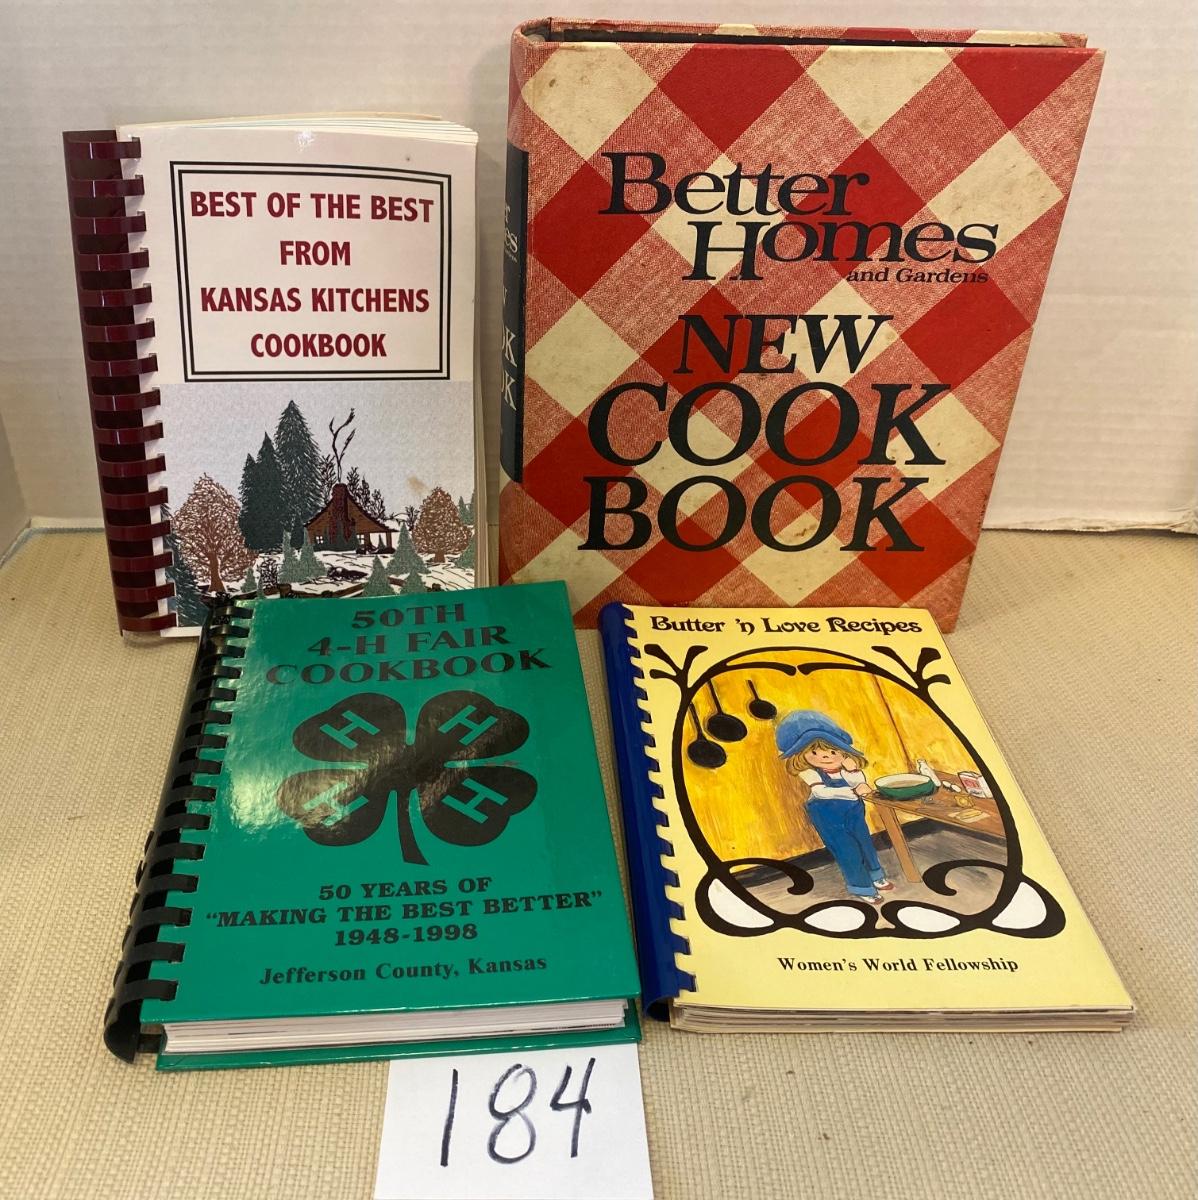 BEST OF THE BEST
FROM
KANSAS KITCHENS
COOKBOOK
Better
Homes
and Gardens
NEW
COOK
BOOK
50TH
4-H FAIR
COOKBOOK
H H
H H
50 YEARS OF
"MAKING THE BEST BETTER"
1948-1998
Jefferson County, Kansas
Butter 'n Love Recipes
Women's World Fellowship
184